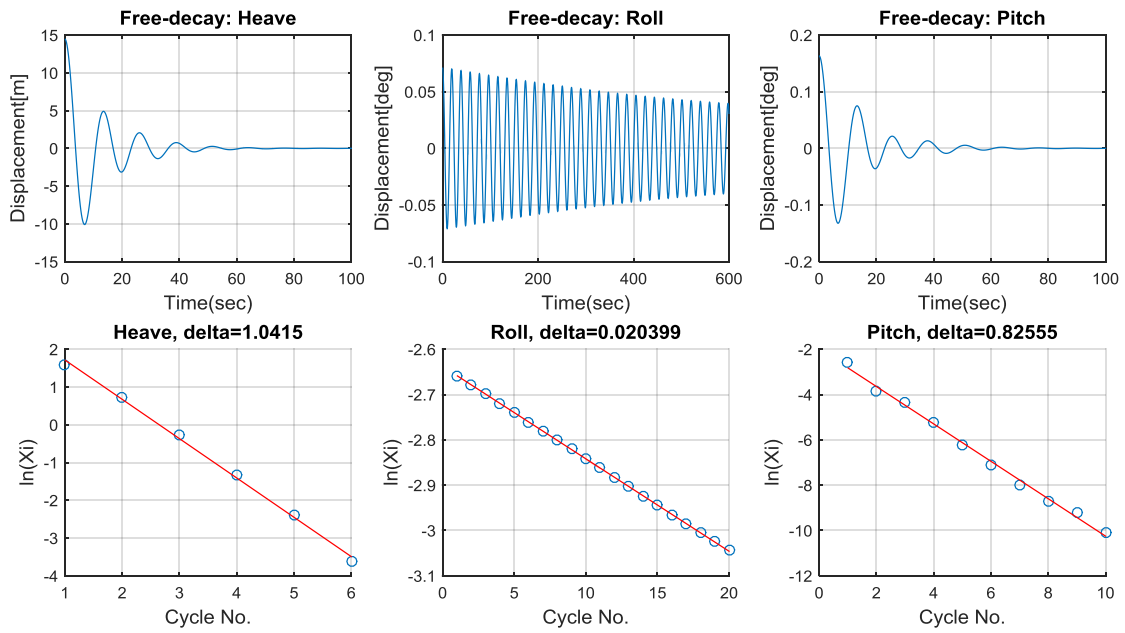 Free-decay: Heave
Displacement[m]
15
10
5
0
-5
-10
-15
0 20 40 60 80 100
Time(sec)
Free-decay: Roll
Displacement[deg]
0.1
0.05
0
-0.05
-0.1
0 200 400 600
Time(sec)
Free-decay: Pitch
Displacement[deg]
0.2
0.1
0
-0.1
-0.2
0 20 40 60 80 100
Time(sec)
Heave, delta=1.0415
ln(Xi)
2
1
0
-1
-2
-3
-4
1 2 3 4 5 6
Cycle No.
Roll, delta=0.020399
ln(Xi)
-2.6
-2.7
-2.8
-2.9
-3
-3.1
0 5 10 15 20
Cycle No.
Pitch, delta=0.82555
ln(Xi)
-2
-4
-6
-8
-10
-12
0 2 4 6 8 10
Cycle No.